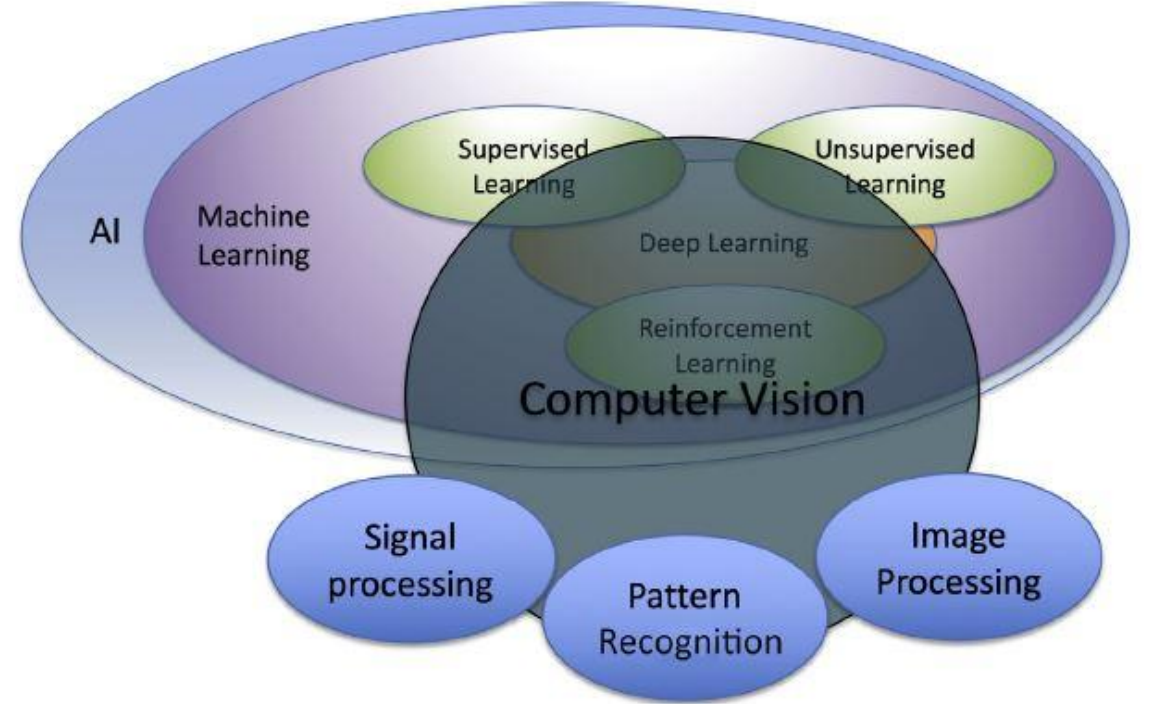 Supervised
Learning
Unsupervised
Learning
AI
Machine
Learning
Deep Learning
Reinforcement
Learning
Computer Vision
Signal
processing
Pattern
Recognition
Image
Processing